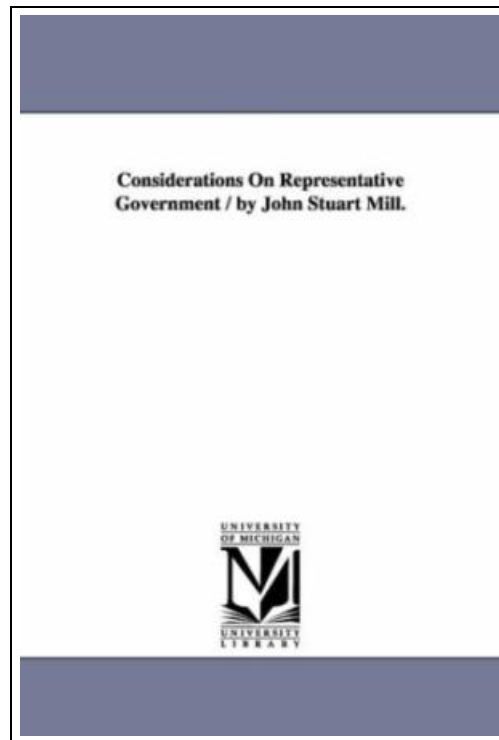 Considerations On Representative
Government / by John Stuart Mill.
UNIVERSITY
OF MICHIGAN
M
UNIVERSITY
LIBRARY